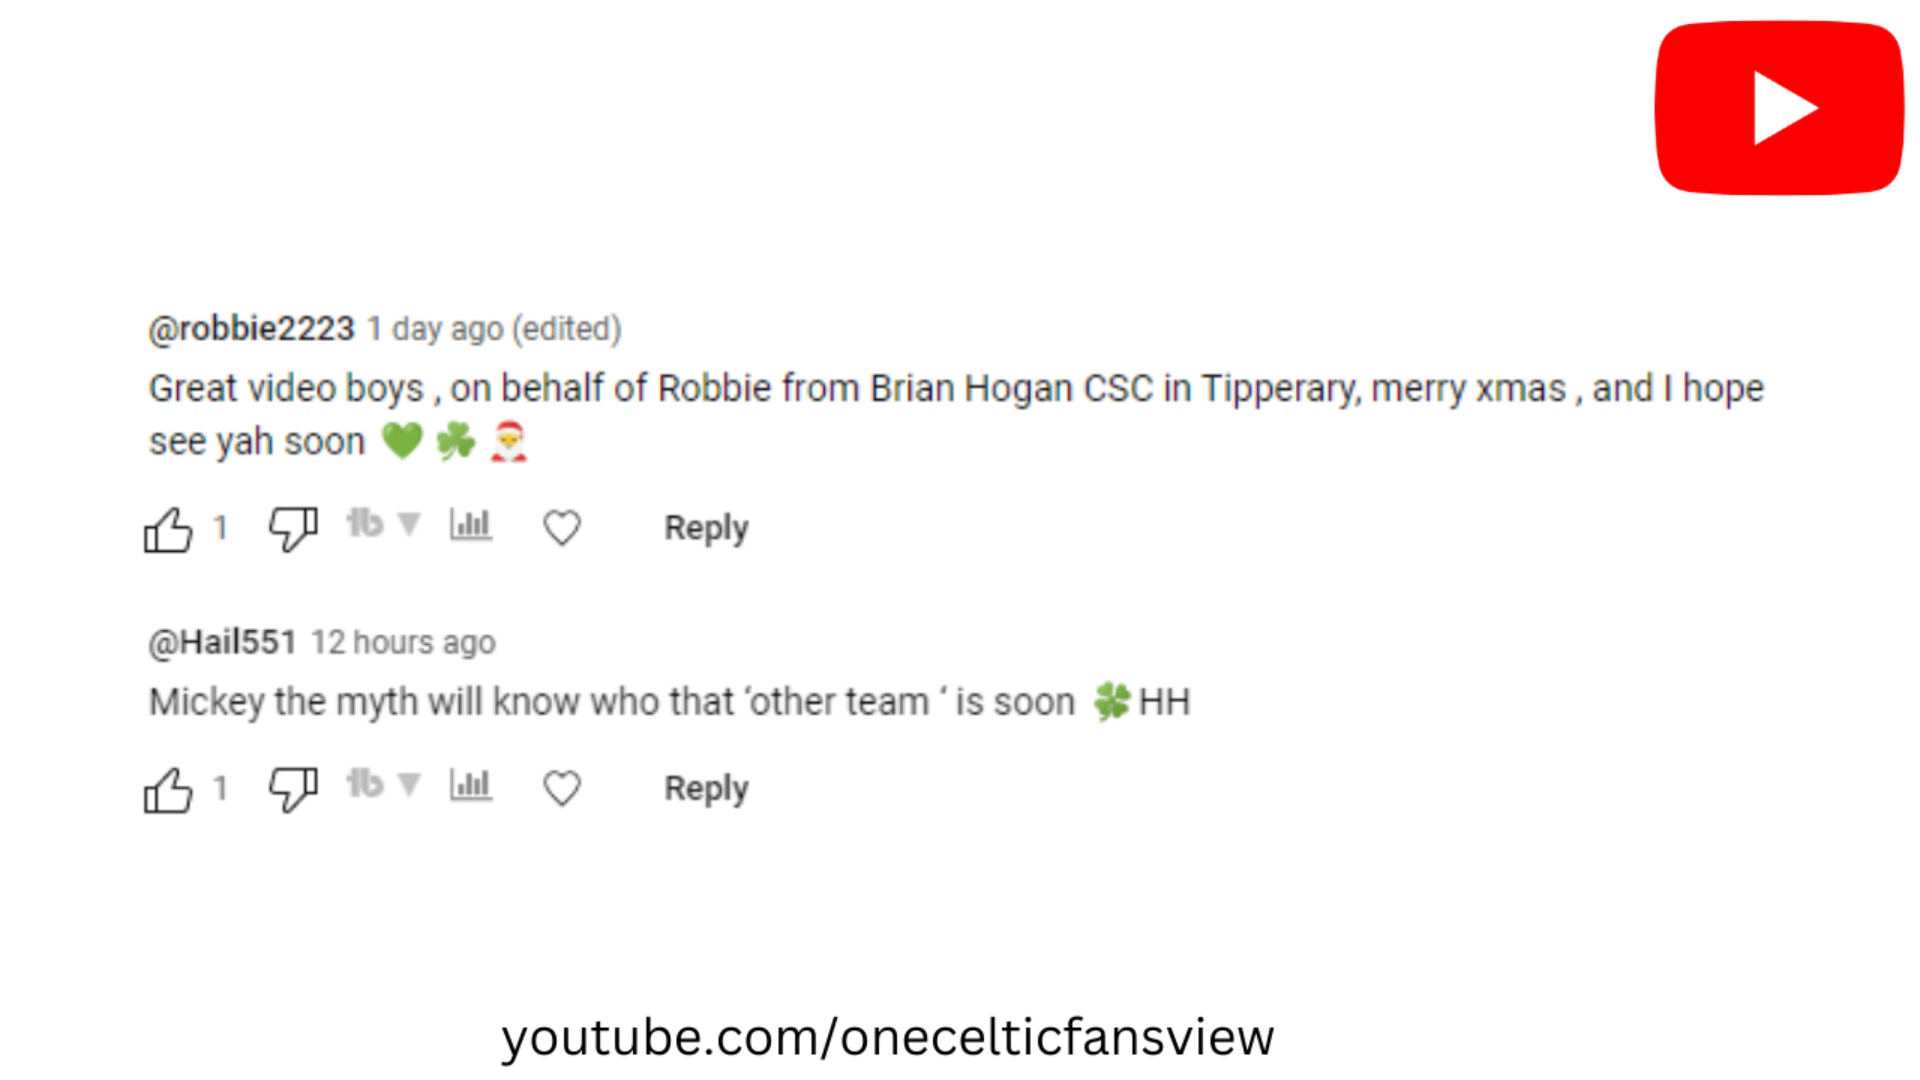 @robbie2223 1 day ago (edited)
Great video boys , on behalf of Robbie from Brian Hogan CSC in Tipperary, merry xmas , and I hope
see yah soon 💚 ☘️ 🎅
1 1b Reply
@Hail551 12 hours ago
Mickey the myth will know who that ‘other team ‘ is soon 🍀HH
1 1b Reply
youtube.com/onecelticfansview